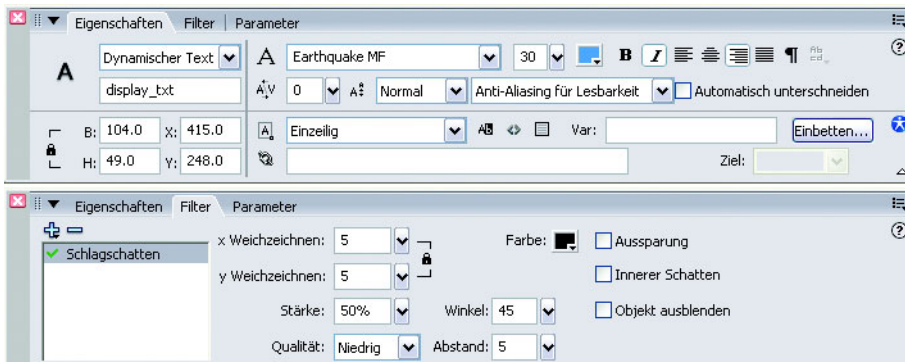 Eigenschaften Filter Parameter
A Dynamischer Text A Earthquake MF 30 B I ¶
display_txt A V 0 Normal Anti-Aliasing für Lesbarkeit Automatisch unterschneiden
B: 104.0 X: 415.0 A Einzeilig AB <> Var: Einbetten...
H: 49.0 Y: 248.0 Ziel:
Eigenschaften Filter Parameter
Schlagschatten
x Weichzeichnen: 5 Farbe: Aussparung
y Weichzeichnen: 5 Innerer Schatten
Stärke: 50% Winkel: 45 Objekt ausblenden
Qualität: Niedrig Abstand: 5